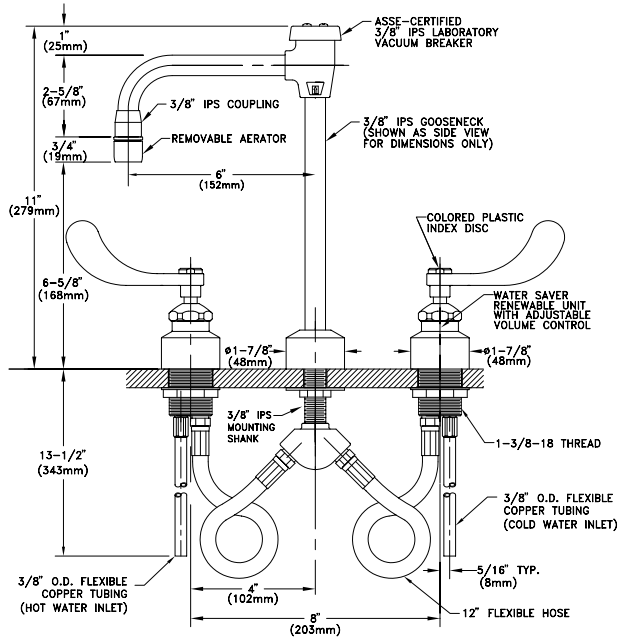 ASSE-CERTIFIED
3/8" IPS LABORATORY
VACUUM BREAKER
1"
(25mm)
2-5/8"
(67mm)
3/8" IPS COUPLING
3/8" IPS GOOSENECK
(SHOWN AS SIDE VIEW
FOR DIMENSIONS ONLY)
REMOVABLE AERATOR
3/4"
(19mm)
6"
(152mm)
11"
(279mm)
COLORED PLASTIC
INDEX DISC
6-5/8"
(168mm)
WATER SAVER
RENEWABLE UNIT
WITH ADJUSTABLE
VOLUME CONTROL
ø1-7/8"
(48mm)
ø1-7/8"
(48mm)
3/8" IPS
MOUNTING
SHANK
1-3/8-18 THREAD
13-1/2"
(343mm)
3/8" O.D. FLEXIBLE
COPPER TUBING
(COLD WATER INLET)
5/16" TYP.
(8mm)
3/8" O.D. FLEXIBLE
COPPER TUBING
(HOT WATER INLET)
4"
(102mm)
12" FLEXIBLE HOSE
8"
(203mm)